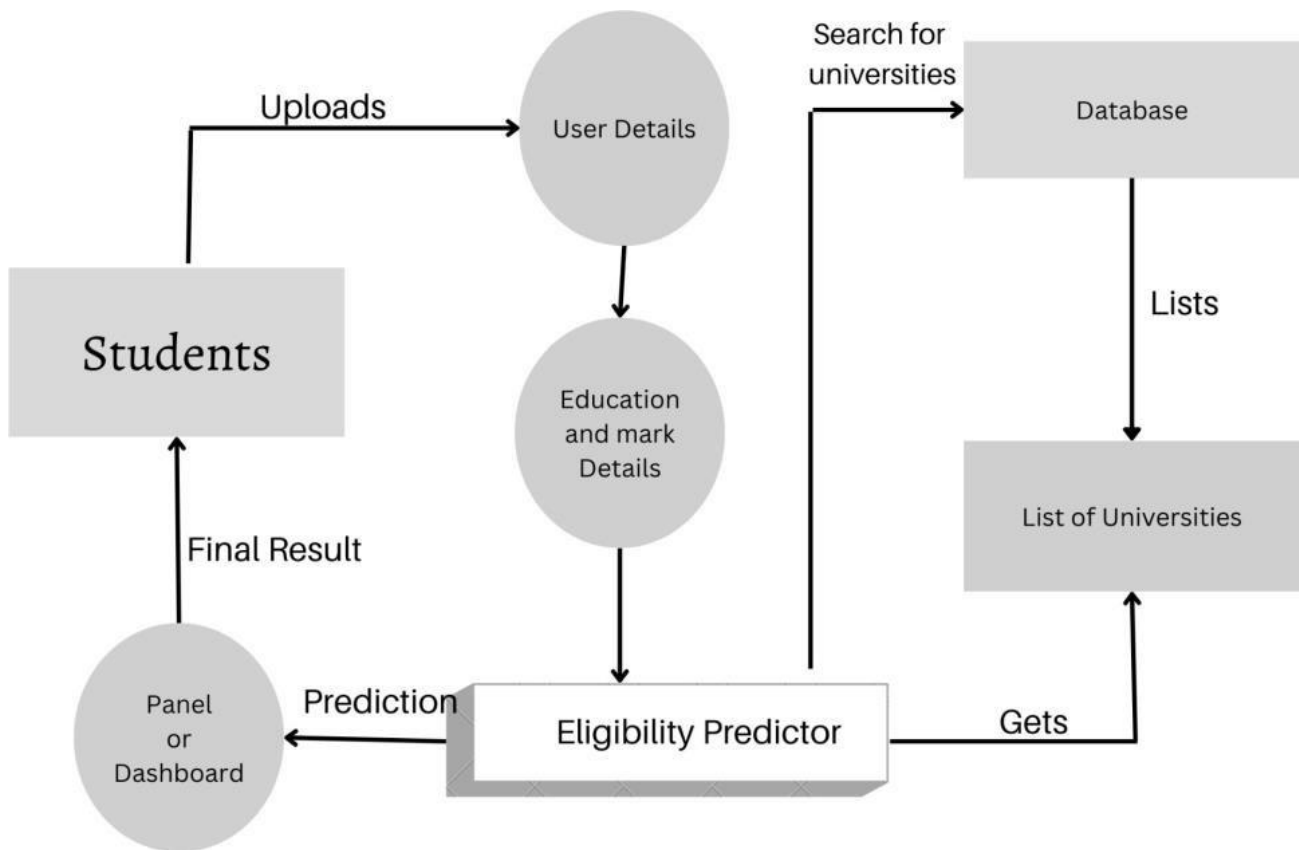 Search for
universities
Uploads
User Details
Database
Students
Lists
Education
and mark
Details
List of Universities
Final Result
Prediction
Panel
or
Dashboard
Eligibility Predictor
Gets